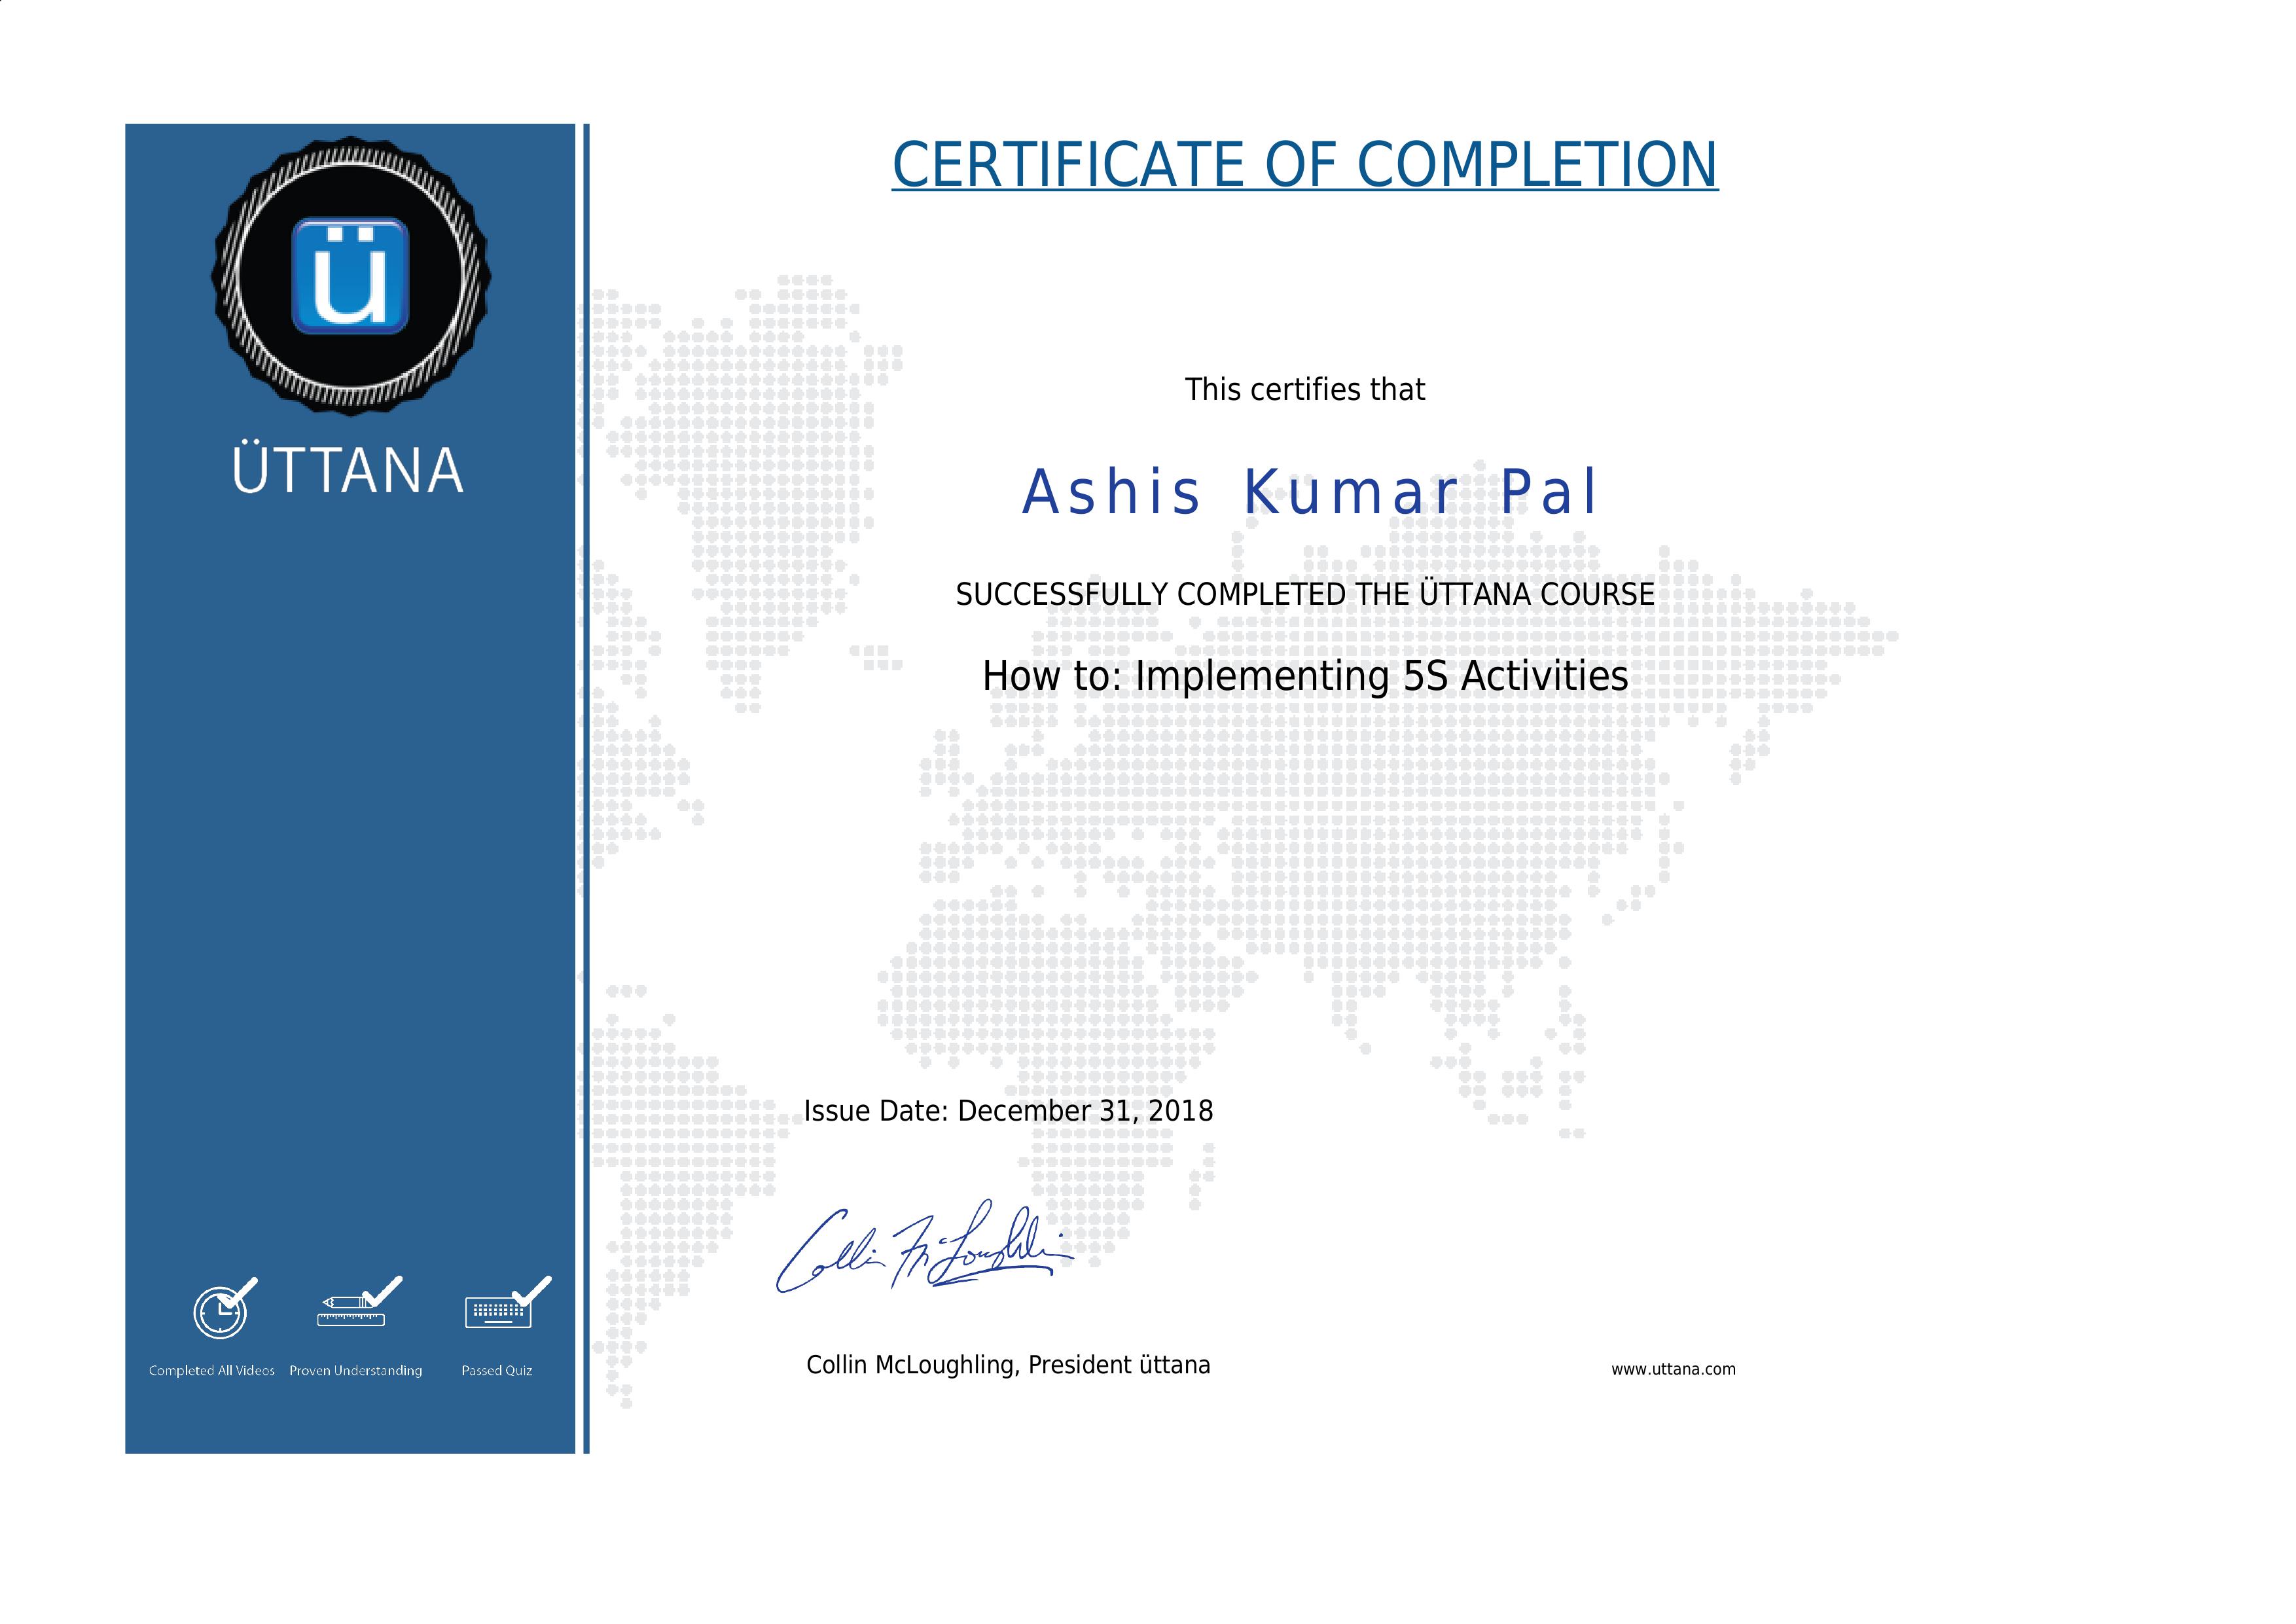 CERTIFICATE OF COMPLETION
ü
ÜTTANA
This certifies that
Ashis Kumar Pal
SUCCESSFULLY COMPLETED THE ÜTTANA COURSE
How to: Implementing 5S Activities
Issue Date: December 31, 2018
Collin McLoughlin
Collin McLoughling, President üttana
www.uttana.com
Completed All Videos
Proven Understanding
Passed Quiz